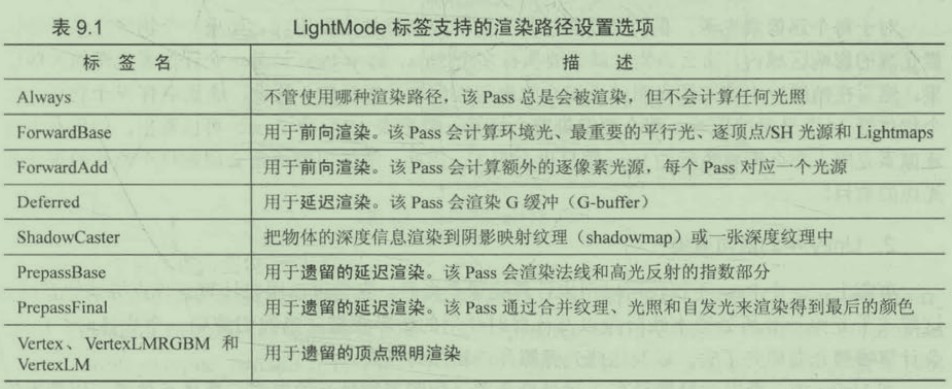 表 9.1 LightMode 标签支持的渲染路径设置选项
标 签 名 描 述
Always 不管使用哪种渲染路径，该 Pass 总是会被渲染，但不会计算任何光照
ForwardBase 用于前向渲染。该 Pass 会计算环境光、最重要的平行光、逐顶点/SH 光源和 Lightmaps
ForwardAdd 用于前向渲染。该 Pass 会计算额外的逐像素光源，每个 Pass 对应一个光源
Deferred 用于延迟渲染。该 Pass 会渲染 G 缓冲（G-buffer）
ShadowCaster 把物体的深度信息渲染到阴影映射纹理（shadowmap）或一张深度纹理中
PrepassBase 用于遗留的延迟渲染。该 Pass 会渲染法线和高光反射的指数部分
PrepassFinal 用于遗留的延迟渲染。该 Pass 通过合并纹理、光照和自发光来渲染得到最后的颜色
Vertex、VertexLMRGBM 和
VertexLM 用于遗留的顶点照明渲染